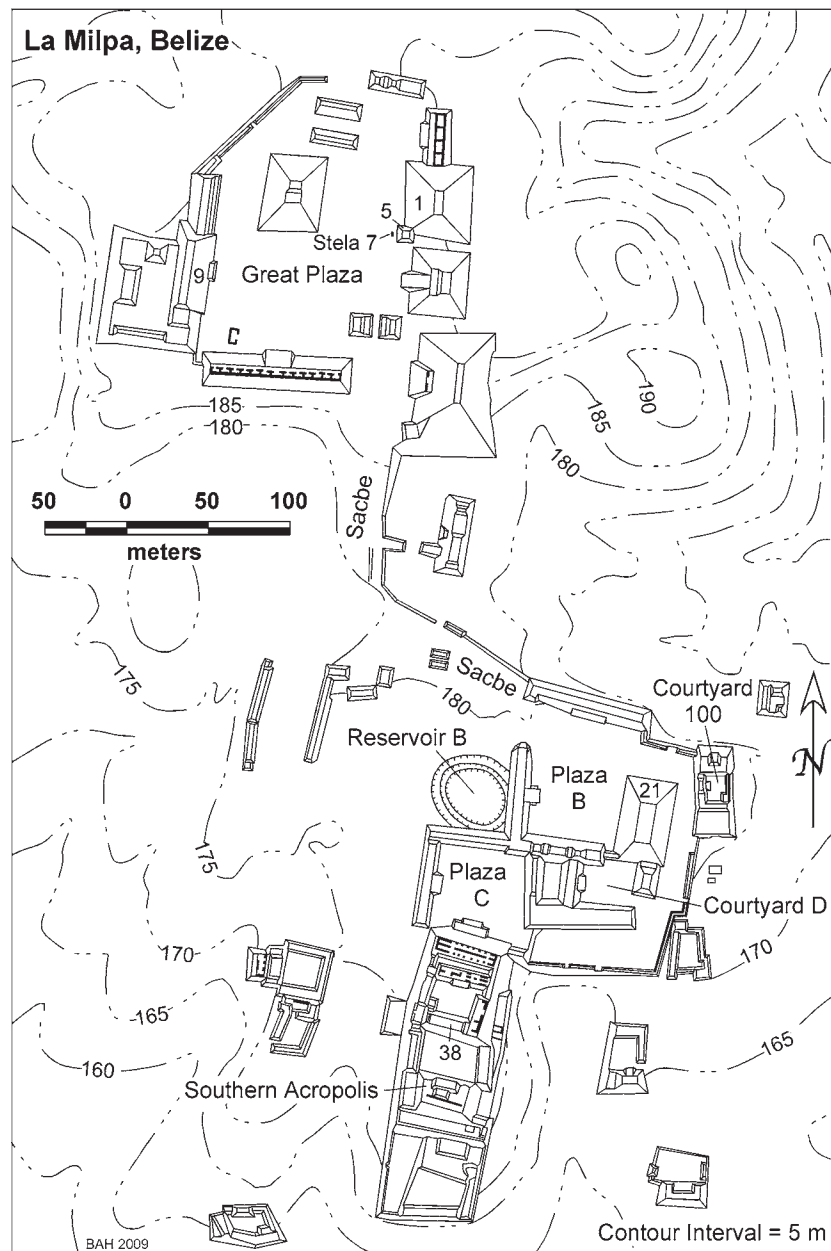 La Milpa, Belize
1
5
Stela 7
9
Great Plaza
C
185
180
190
185
180
50 0 50 100
meters
Sacbe
175
Sacbe
180
Courtyard
100
N
Reservoir B
Plaza
B
21
175
Plaza
C
Courtyard D
170
170
165
165
160
38
Southern Acropolis
BAH 2009
Contour Interval = 5 m